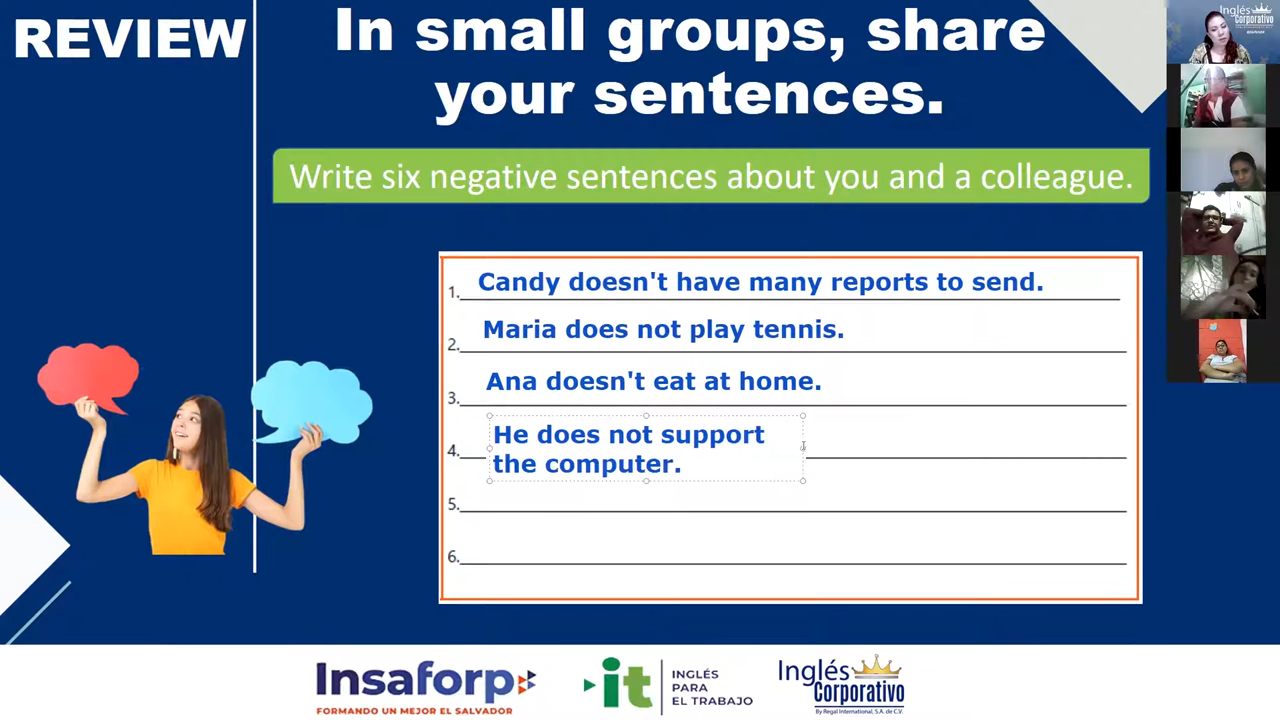 REVIEW
In small groups, share
your sentences.
Write six negative sentences about you and a colleague.
1. Candy doesn't have many reports to send.
2. Maria does not play tennis.
3. Ana doesn't eat at home.
4. He does not support
the computer.
5.
6.
Insaforp
FORMANDO UN MEJOR EL SALVADOR
it
INGLÉS
PARA
EL TRABAJO
Inglés
Corporativo
By Regal International, S.A. de C.V.
Inglés
Corporativo